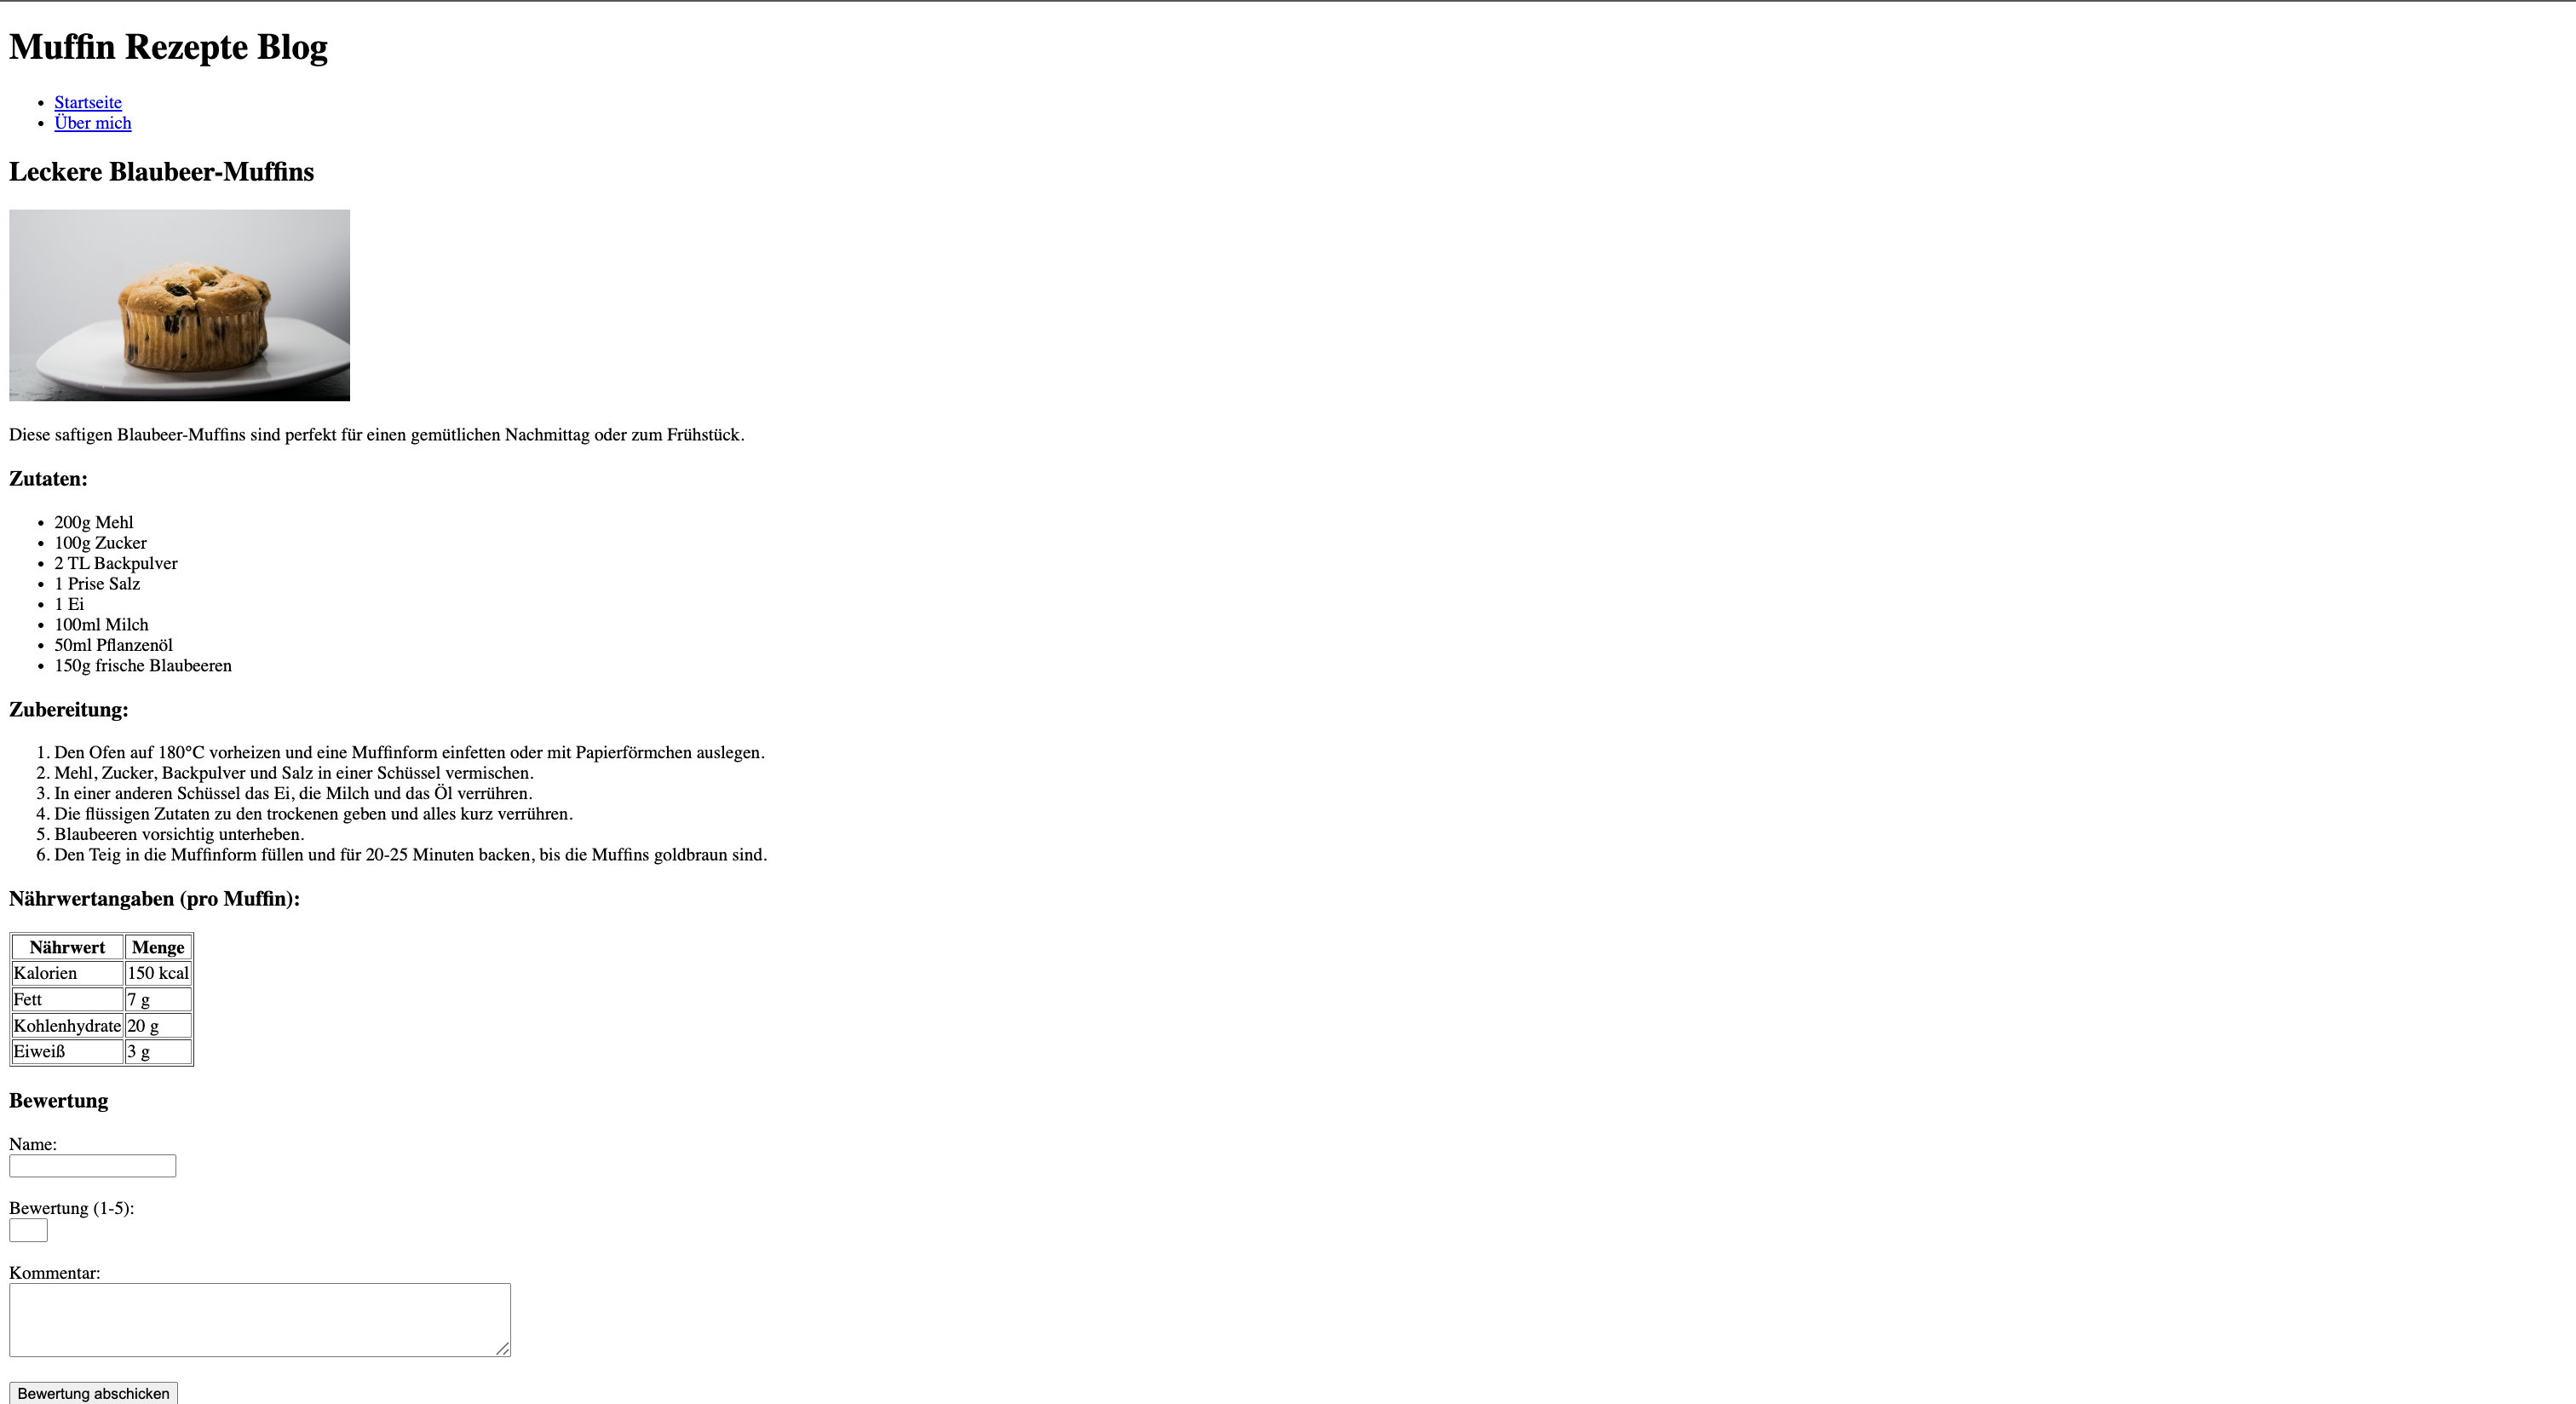 Muffin Rezepte Blog
• Startseite
• Über mich
Leckere Blaubeer-Muffins
Diese saftigen Blaubeer-Muffins sind perfekt für einen gemütlichen Nachmittag oder zum Frühstück.
Zutaten:
• 200g Mehl
• 100g Zucker
• 2 TL Backpulver
• 1 Prise Salz
• 1 Ei
• 100ml Milch
• 50ml Pflanzenöl
• 150g frische Blaubeeren
Zubereitung:
1. Den Ofen auf 180°C vorheizen und eine Muffinform einfetten oder mit Papierförmchen auslegen.
2. Mehl, Zucker, Backpulver und Salz in einer Schüssel vermischen.
3. In einer anderen Schüssel das Ei, die Milch und das Öl verrühren.
4. Die flüssigen Zutaten zu den trockenen geben und alles kurz verrühren.
5. Blaubeeren vorsichtig unterheben.
6. Den Teig in die Muffinform füllen und für 20-25 Minuten backen, bis die Muffins goldbraun sind.
Nährwertangaben (pro Muffin):
Nährwert Menge
Kalorien 150 kcal
Fett 7 g
Kohlenhydrate 20 g
Eiweiß 3 g
Bewertung
Name:
Bewertung (1-5):
Kommentar:
Bewertung abschicken